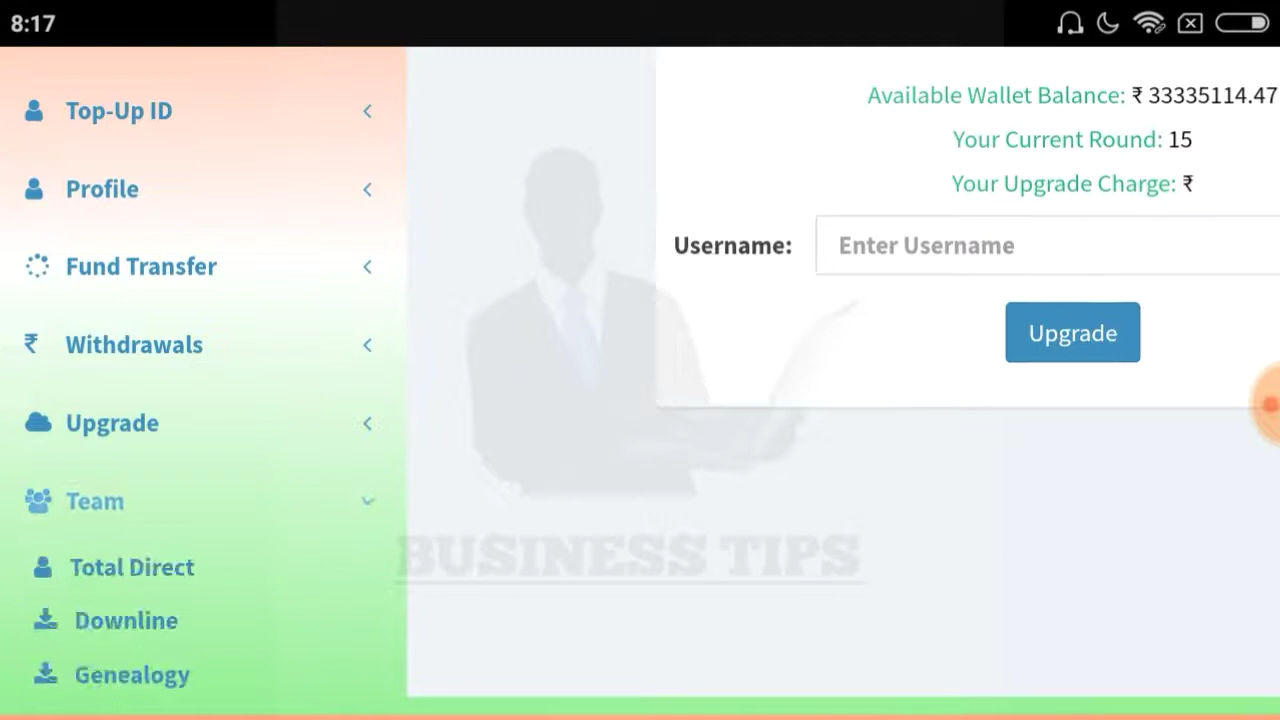 8:17
Top-Up ID
Profile
Fund Transfer
Withdrawals
Upgrade
Team
Total Direct
Downline
Genealogy
Available Wallet Balance: ₹ 33335114.47
Your Current Round: 15
Your Upgrade Charge: ₹
Username: Enter Username
Upgrade
BUSINESS TIPS